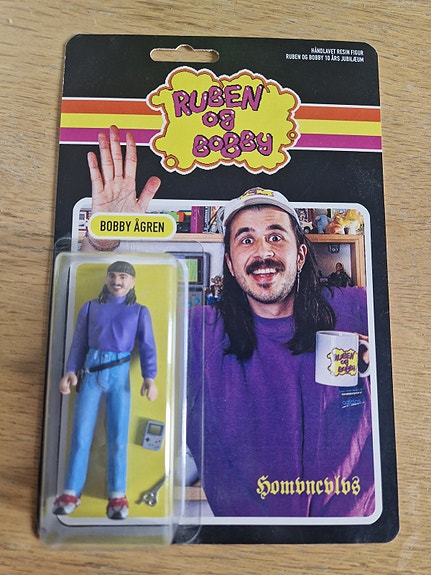 HÅNDLAVET RESIN FIGUR
RUBEN OG BOBBY 10 ÅRS JUBILÆUM
RUBEN
OG
BOBBY
BOBBY ÅGREN
RUBEN
OG
BOBBY
Homvncvlvs